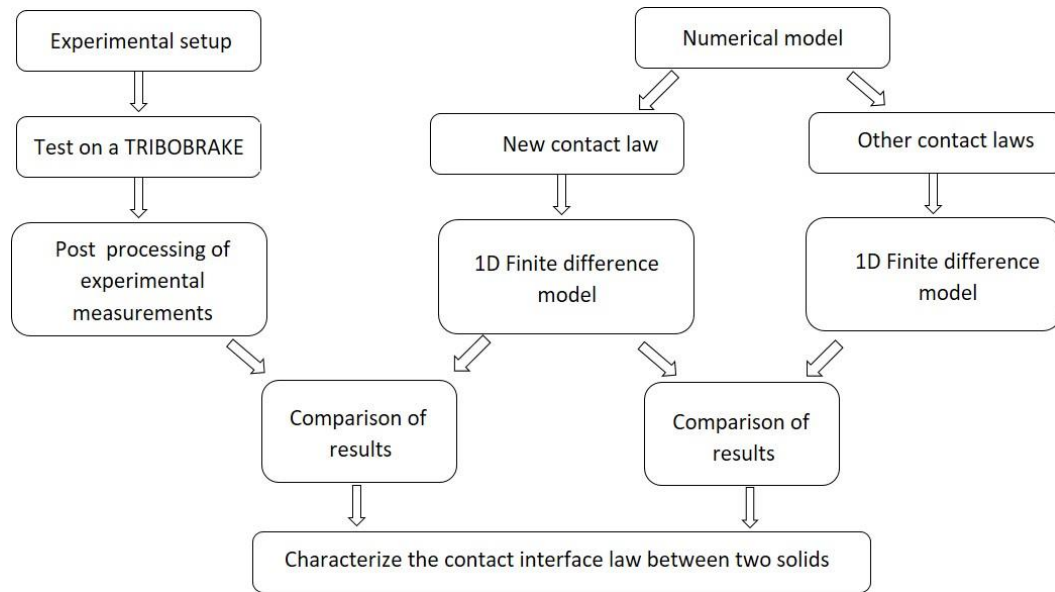 Experimental setup
Numerical model
Test on a TRIBOBRAKE
New contact law
Other contact laws
Post processing of
experimental
measurements
1D Finite difference
model
1D Finite difference
model
Comparison of
results
Comparison of
results
Characterize the contact interface law between two solids